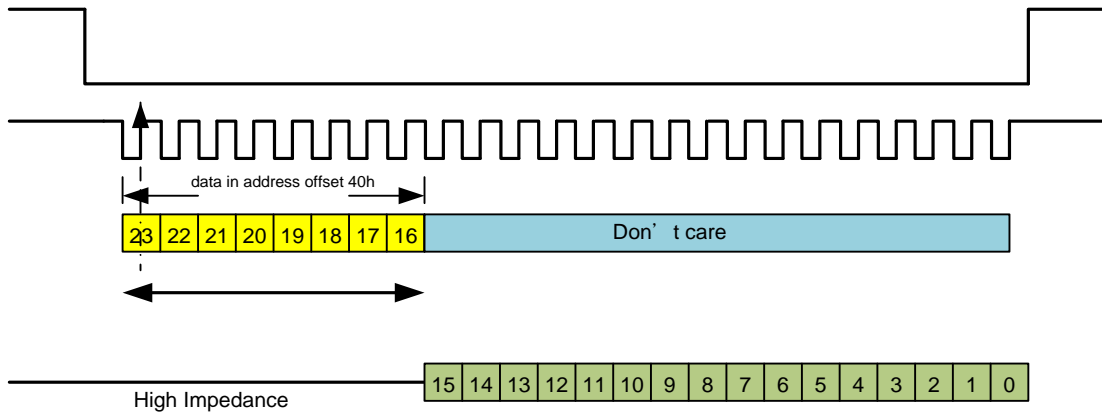 data in address offset 40h
23 22 21 20 19 18 17 16 Don’t care
15 14 13 12 11 10 9 8 7 6 5 4 3 2 1 0
High Impedance